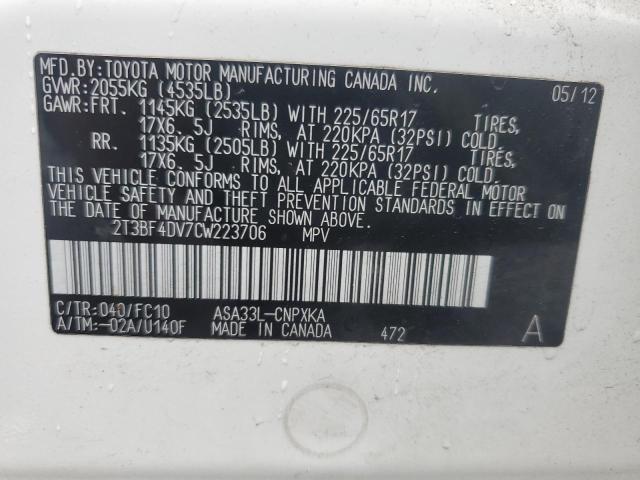 MFD.BY:TOYOTA MOTOR MANUFACTURING CANADA INC.
GVWR:2055KG (4535LB) 05/12
GAWR:FRT. 1145KG (2535LB) WITH 225/65R17 TIRES,
17X6.5J RIMS, AT 220KPA (32PSI) COLD.
RR. 1135KG (2505LB) WITH 225/65R17 TIRES,
17X6.5J RIMS, AT 220KPA (32PSI) COLD.
THIS VEHICLE CONFORMS TO ALL APPLICABLE FEDERAL MOTOR
VEHICLE SAFETY AND THEFT PREVENTION STANDARDS IN EFFECT ON
THE DATE OF MANUFACTURE SHOWN ABOVE.
2T3BF4DV7CW223706 MPV
C/TR:040/FC10 ASA33L-CNPXKA
A/TM:-02A/U140F MADE IN CANADA 472 A